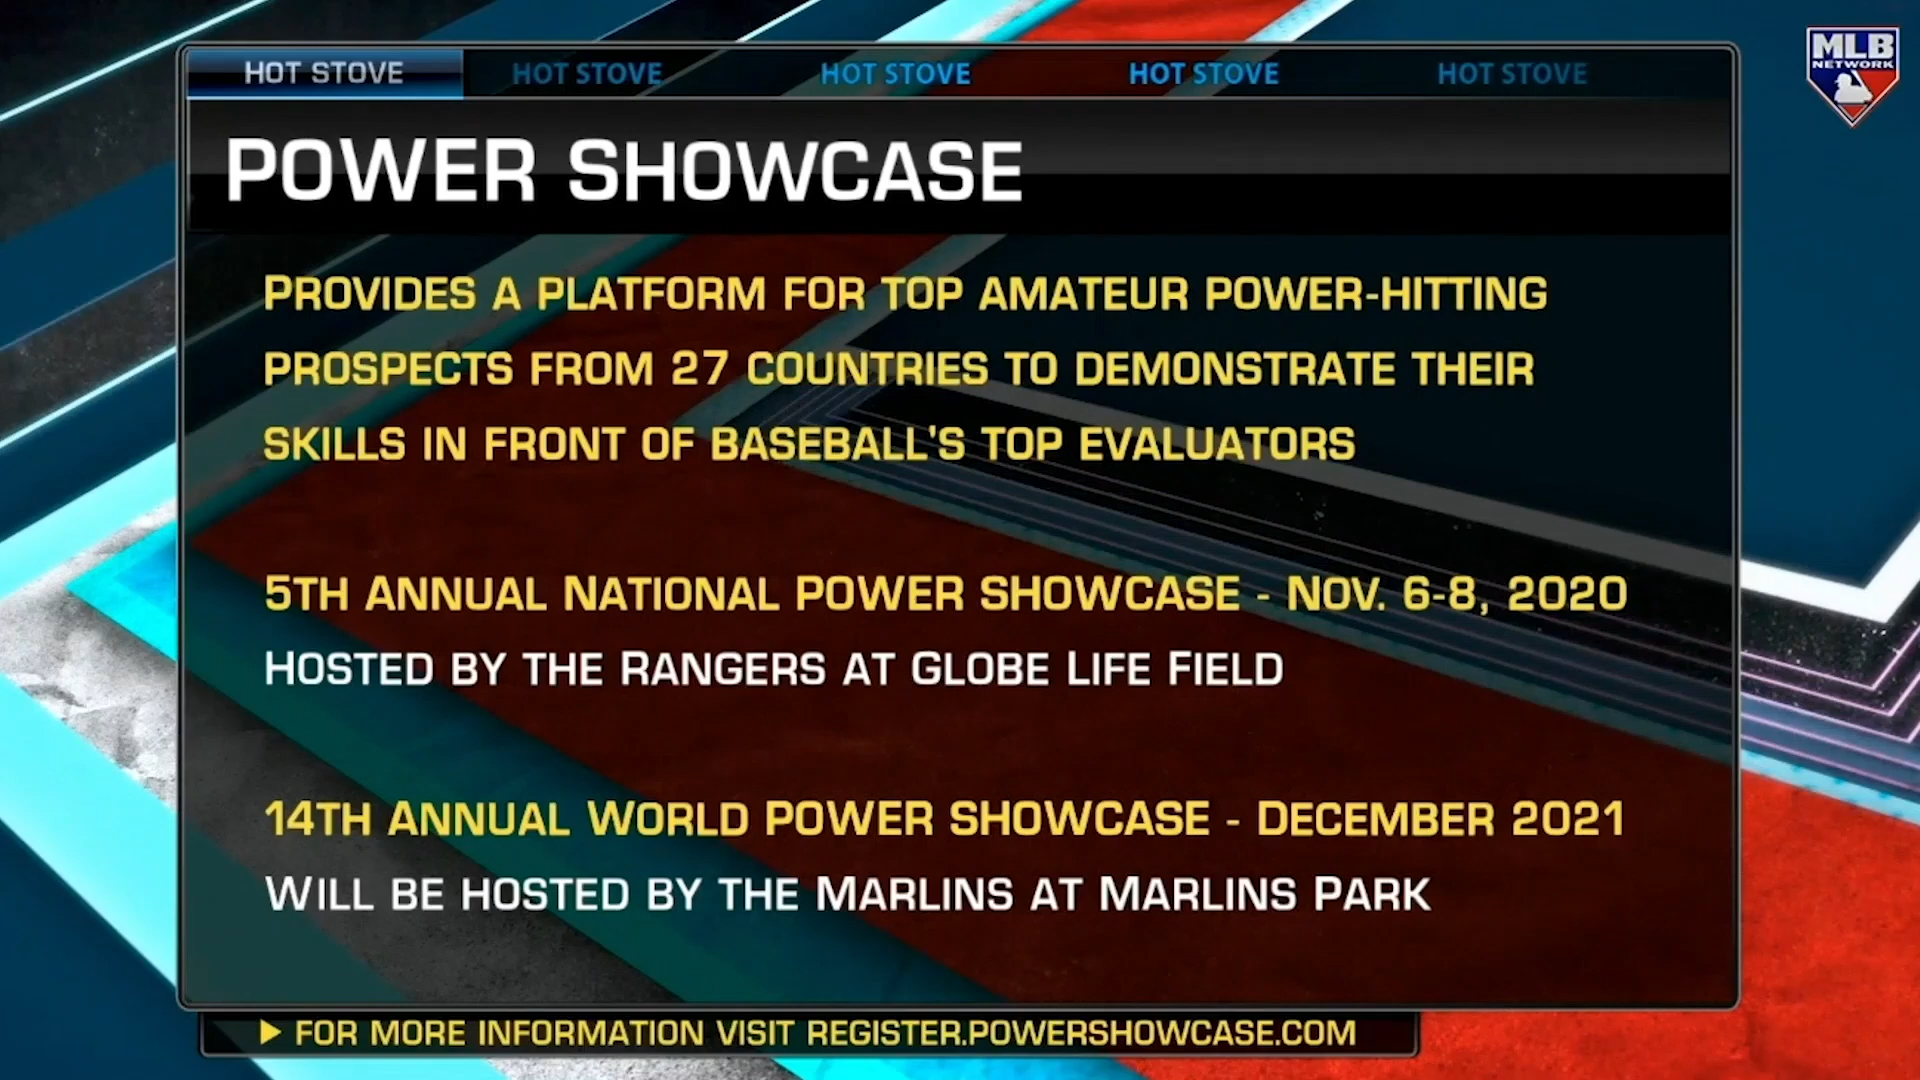 HOT STOVE HOT STOVE HOT STOVE HOT STOVE HOT STOVE
MLB
NETWORK
POWER SHOWCASE
PROVIDES A PLATFORM FOR TOP AMATEUR POWER-HITTING
PROSPECTS FROM 27 COUNTRIES TO DEMONSTRATE THEIR
SKILLS IN FRONT OF BASEBALL'S TOP EVALUATORS
5TH ANNUAL NATIONAL POWER SHOWCASE - NOV. 6-8, 2020
HOSTED BY THE RANGERS AT GLOBE LIFE FIELD
14TH ANNUAL WORLD POWER SHOWCASE - DECEMBER 2021
WILL BE HOSTED BY THE MARLINS AT MARLINS PARK
FOR MORE INFORMATION VISIT REGISTER.POWERSHOWCASE.COM